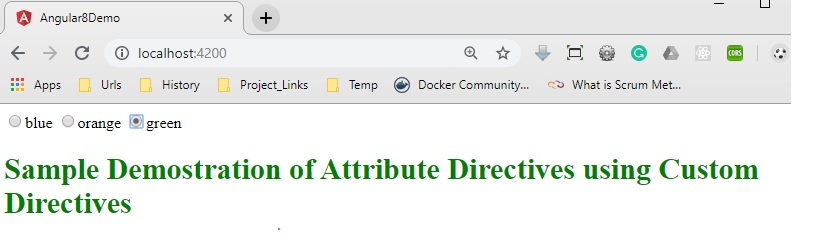 Angular8Demo
localhost:4200
CORS
Apps Urls History Project_Links Temp Docker Community... What is Scrum Met...
blue orange green
Sample Demostration of Attribute Directives using Custom
Directives